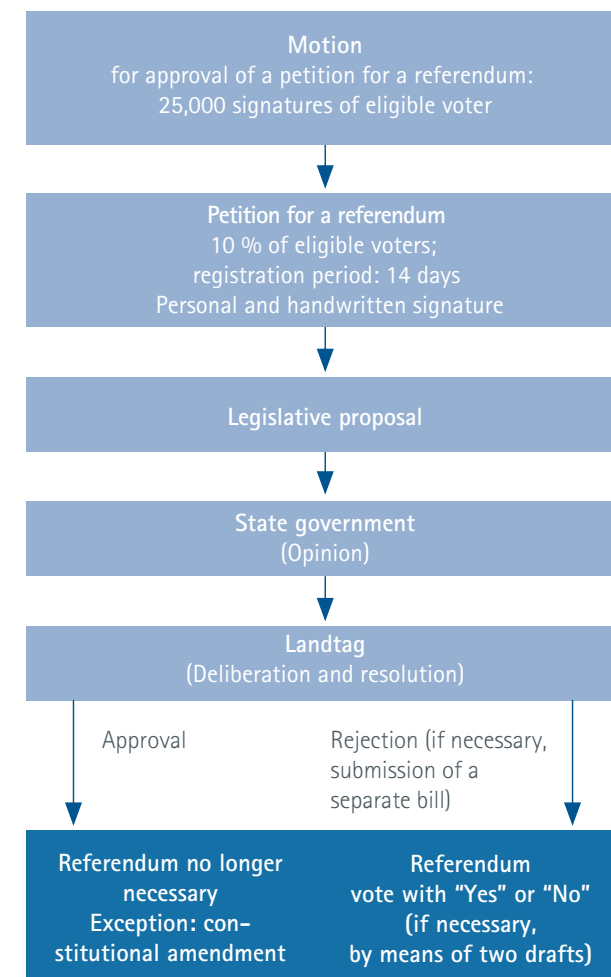 Motion
for approval of a petition for a referendum:
25,000 signatures of eligible voter
Petition for a referendum
10 % of eligible voters;
registration period: 14 days
Personal and handwritten signature
Legislative proposal
State government
(Opinion)
Landtag
(Deliberation and resolution)
Approval
Rejection (if necessary,
submission of a
separate bill)
Referendum no longer
necessary
Exception: con-
stitutional amendment
Referendum
vote with “Yes” or “No”
(if necessary,
by means of two drafts)